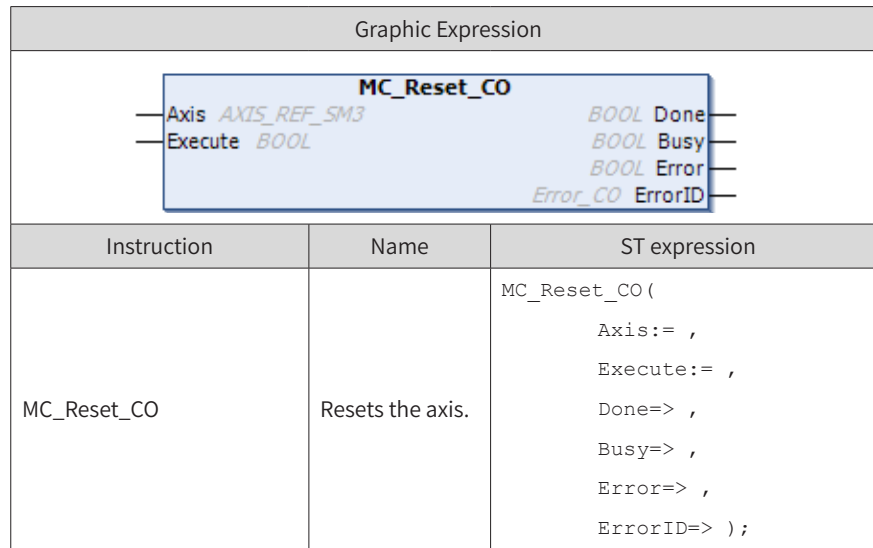 Graphic Expression
MC_Reset_CO
Axis AXIS_REF_SM3 BOOL Done
Execute BOOL BOOL Busy
BOOL Error
Error_CO ErrorID
Instruction Name ST expression
MC_Reset_CO(
Axis:= ,
Execute:= ,
MC_Reset_CO Resets the axis. Done=> ,
Busy=> ,
Error=> ,
ErrorID=> );